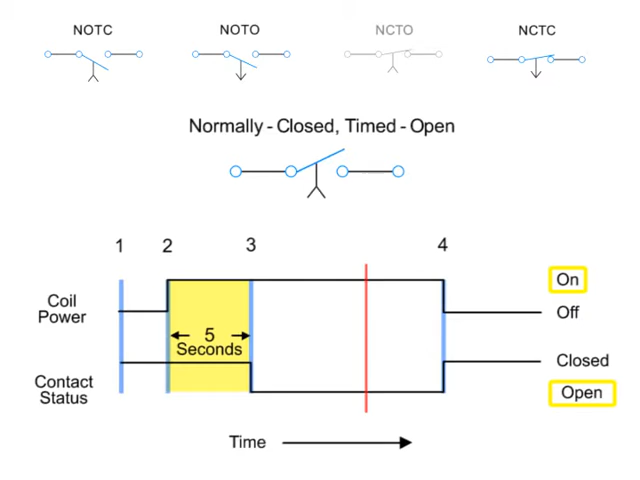 NOTC NOTO NCTO NCTC
Normally - Closed, Timed - Open
1 2 3 4
On
Coil
Power
Off
5
Seconds
Closed
Contact
Status
Open
Time